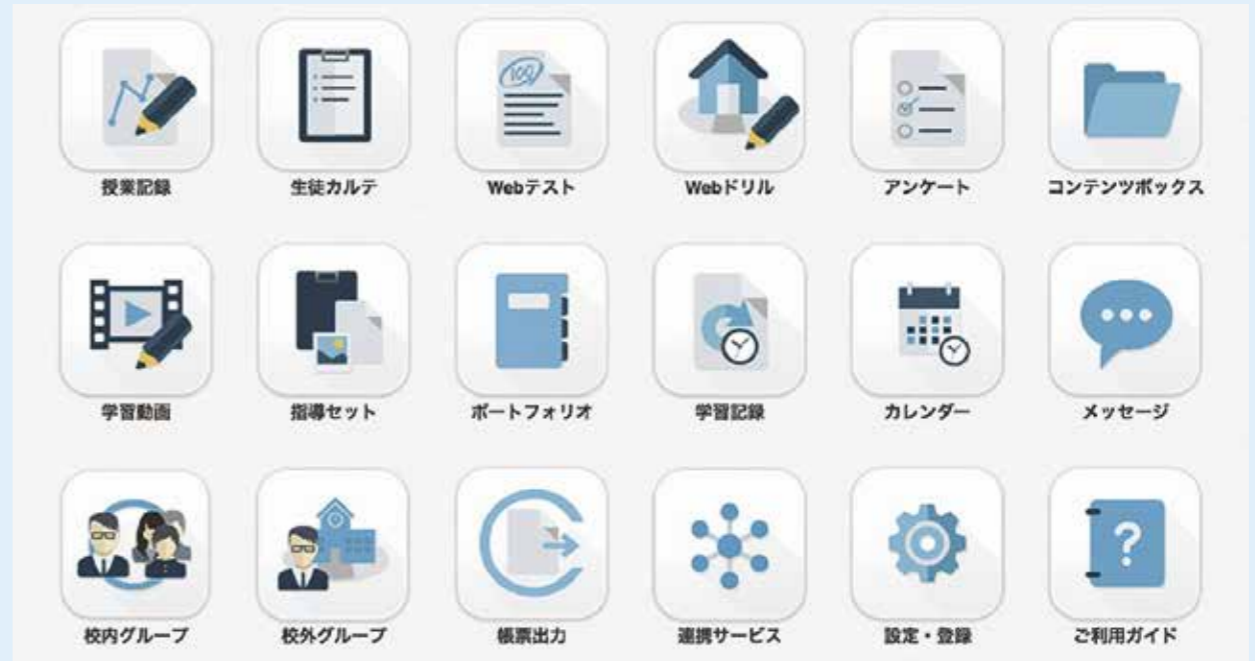 100
授業記録
生徒カルテ
Webテスト
Webドリル
アンケート
コンテンツボックス
学習動画
指導セット
ポートフォリオ
学習記録
カレンダー
メッセージ
?
校内グループ
校外グループ
帳票出力
連携サービス
設定・登録
ご利用ガイド